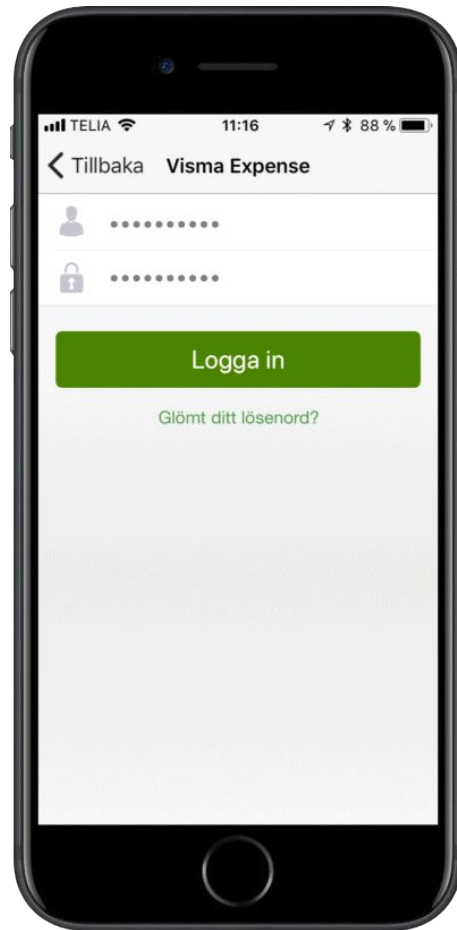 TELIA 11:16 88 %
Tillbaka Visma Expense
••••••••••
••••••••••
Logga in
Glömt ditt lösenord?